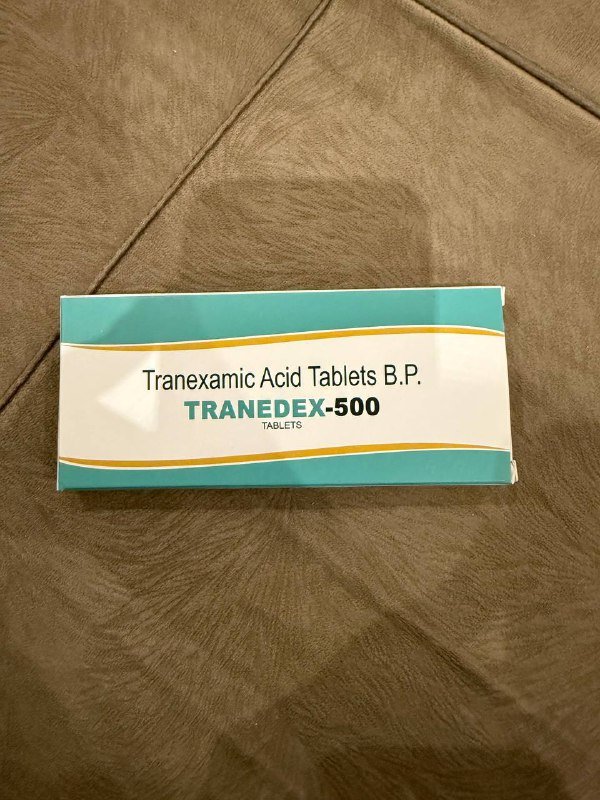 Tranexamic Acid Tablets B.P.
TRANEDEX-500
TABLETS